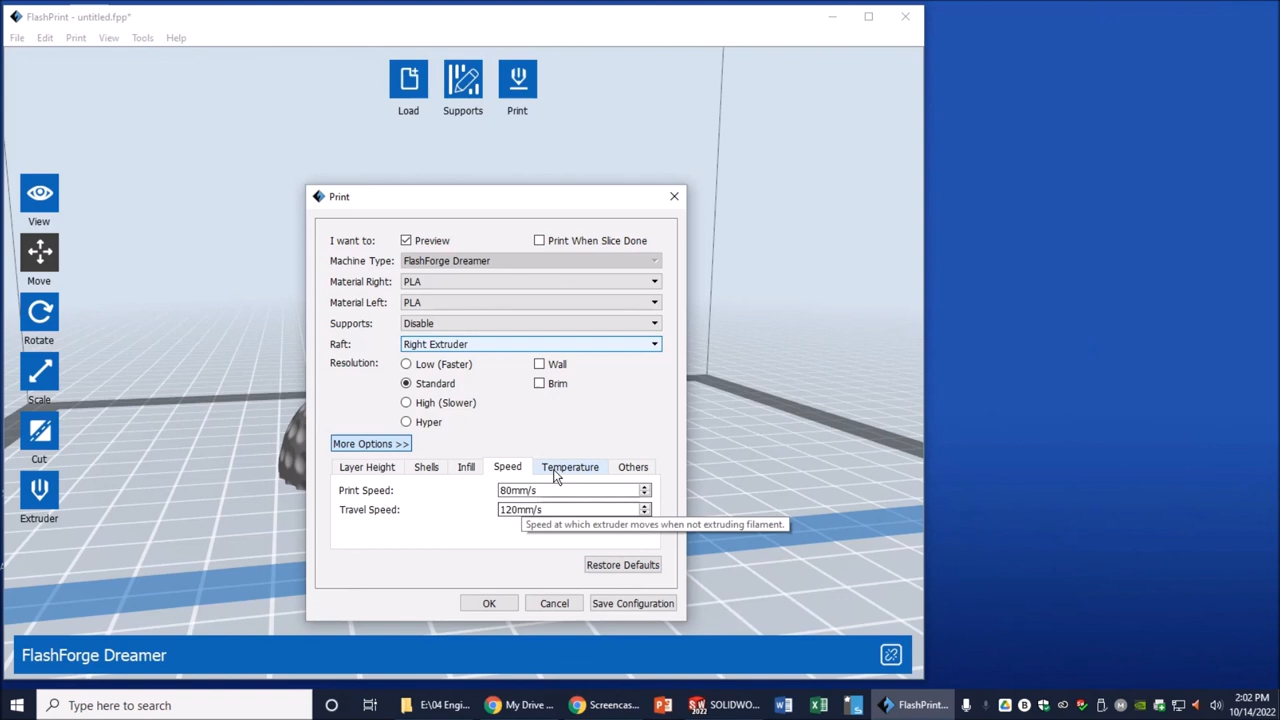 FlashPrint - untitled.fpp*
File Edit Print View Tools Help
Load Supports Print
View
Move
Rotate
Scale
Cut
Extruder
Print
I want to: Preview Print When Slice Done
Machine Type: FlashForge Dreamer
Material Right: PLA
Material Left: PLA
Supports: Disable
Raft: Right Extruder
Resolution: Low (Faster) Wall
Standard Brim
High (Slower)
Hyper
More Options >>
Layer Height Shells Infill Speed Temperature Others
Print Speed: 80mm/s
Travel Speed: 120mm/s
Speed at which extruder moves when not extruding filament.
Restore Defaults
OK Cancel Save Configuration
FlashForge Dreamer
Type here to search E:\04 Engi... My Drive ... Screencas... SOLIDWO... FlashPrint... 2:02 PM
10/14/2022